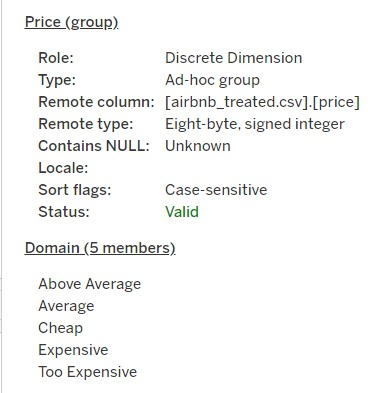 Price (group)
Role: Discrete Dimension
Type: Ad-hoc group
Remote column: [airbnb_treated.csv].[price]
Remote type: Eight-byte, signed integer
Contains NULL: Unknown
Locale:
Sort flags: Case-sensitive
Status: Valid
Domain (5 members)
Above Average
Average
Cheap
Expensive
Too Expensive